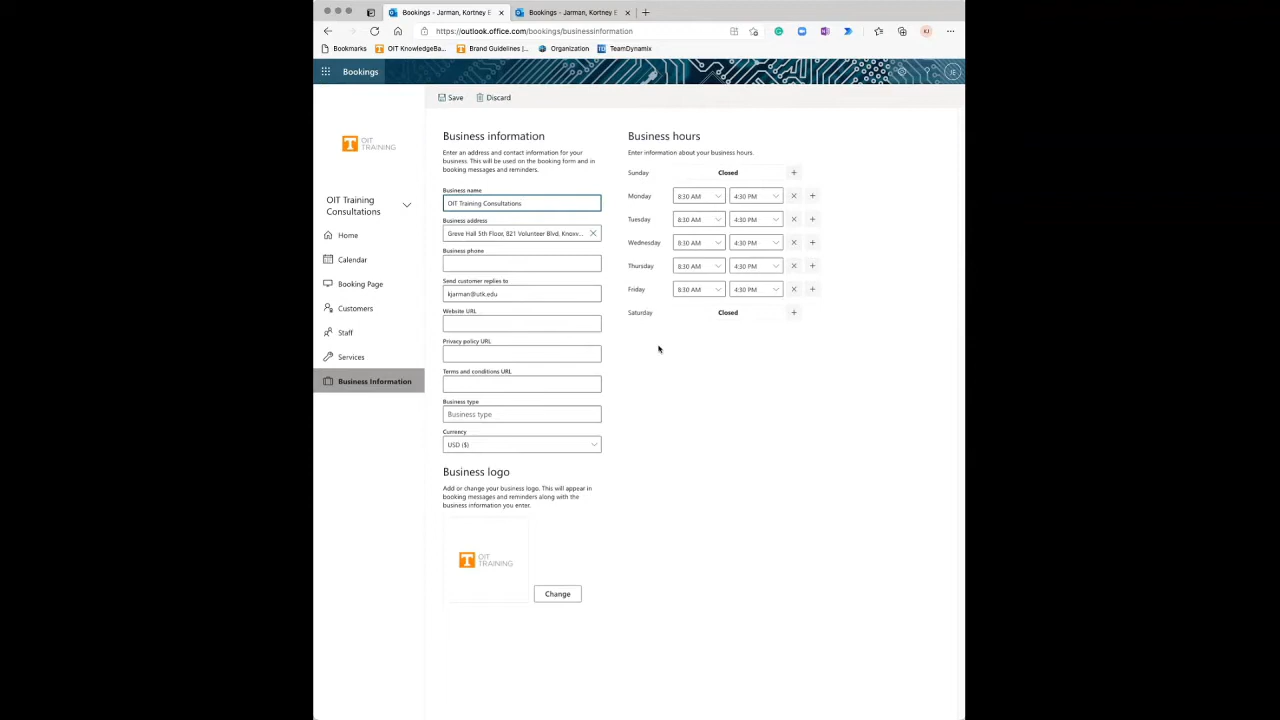 Bookings - Jarman, Kortney E
Bookings - Jarman, Kortney E
https://outlook.office.com/bookings/businessinformation
Bookmarks
OIT KnowledgeBa...
Brand Guidelines |...
Organization
TeamDynamix
Bookings
JE
Save
Discard
T OIT
TRAINING
OIT Training
Consultations
Home
Calendar
Booking Page
Customers
Staff
Services
Business Information
Business information
Enter an address and contact information for your
business. This will be used on the booking form and in
booking messages and reminders.
Business name
OIT Training Consultations
Business address
Greve Hall 5th Floor, 821 Volunteer Blvd, Knoxv...
Business phone
Send customer replies to
kjarman@utk.edu
Website URL
Privacy policy URL
Terms and conditions URL
Business type
Business type
Currency
USD ($)
Business logo
Add or change your business logo. This will appear in
booking messages and reminders along with the
business information you enter.
T OIT
TRAINING
Change
Business hours
Enter information about your business hours.
Sunday Closed
Monday 8:30 AM 4:30 PM
Tuesday 8:30 AM 4:30 PM
Wednesday 8:30 AM 4:30 PM
Thursday 8:30 AM 4:30 PM
Friday 8:30 AM 4:30 PM
Saturday Closed